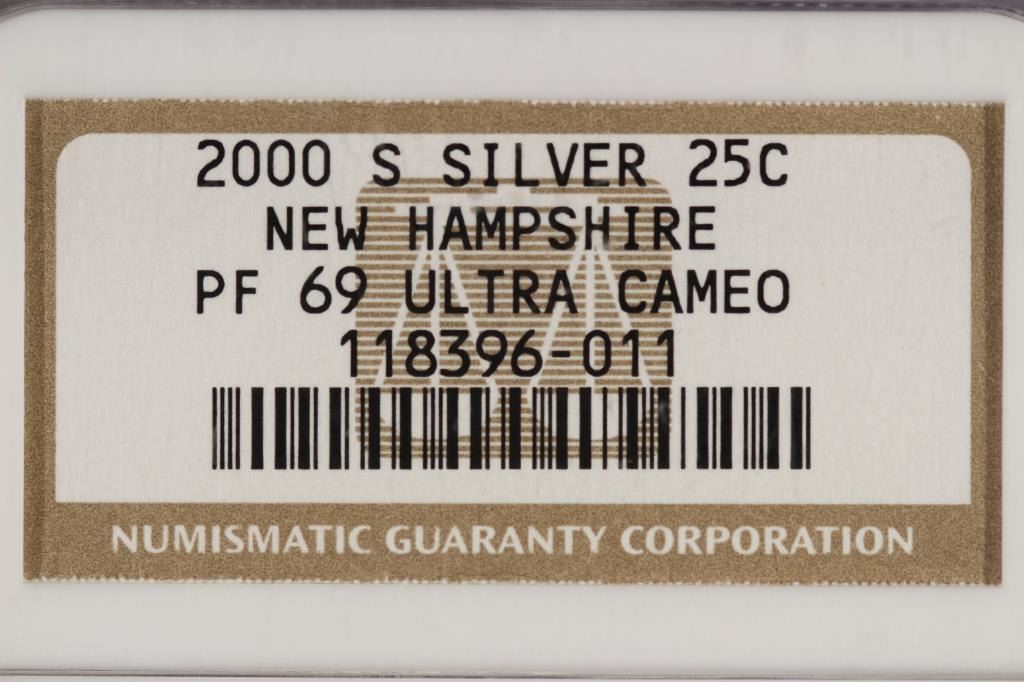 2000 S SILVER 25C
NEW HAMPSHIRE
PF 69 ULTRA CAMEO
118396-011
NUMISMATIC GUARANTY CORPORATION